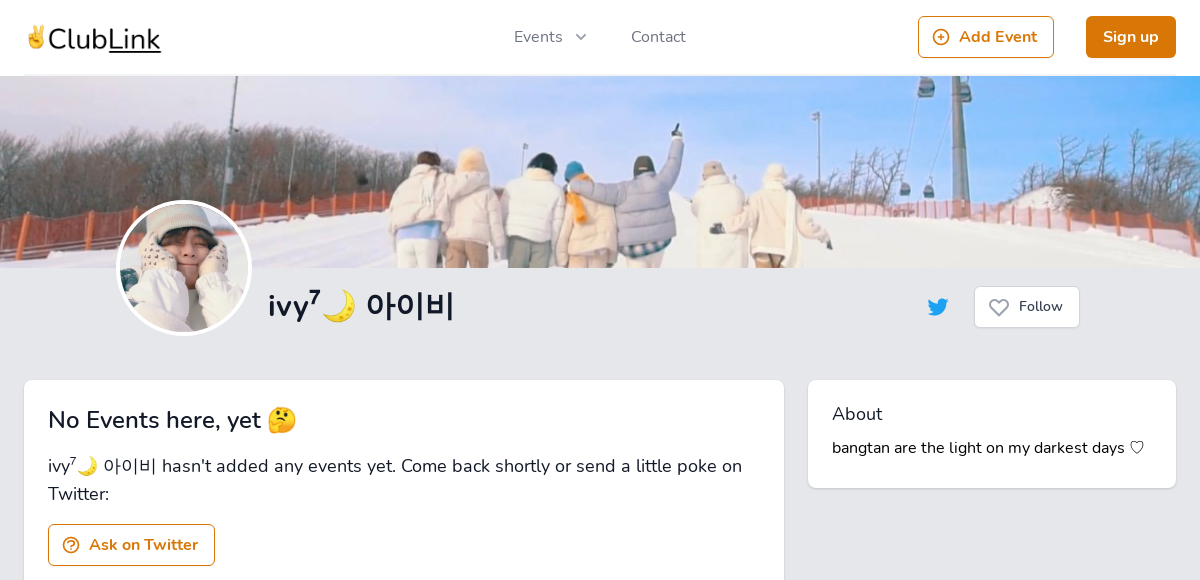 ✌️ClubLink
Events
Contact
Add Event
Sign up
ivy⁷🌙 아이비
Follow
No Events here, yet 🤔
ivy⁷🌙 아이비 hasn't added any events yet. Come back shortly or send a little poke on
Twitter:
Ask on Twitter
About
bangtan are the light on my darkest days ♡